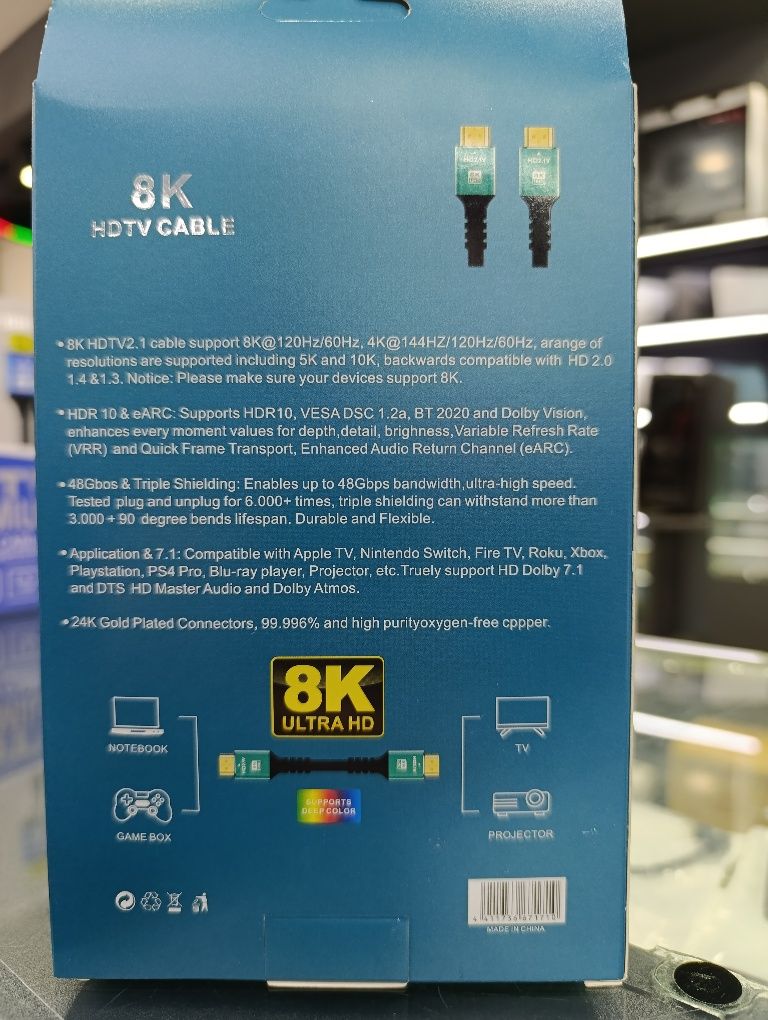 HD2.1V
HD2.1V
8K
8K
8K
HDTV CABLE
•8K HDTV2.1 cable support 8K@120Hz/60Hz, 4K@144HZ/120Hz/60Hz, arange of
resolutions are supported including 5K and 10K, backwards compatible with HD 2.0
1.4 &1.3. Notice: Please make sure your devices support 8K.
•HDR 10 & eARC: Supports HDR10, VESA DSC 1.2a, BT 2020 and Dolby Vision,
enhances every moment values for depth,detail, brighness,Variable Refresh Rate
(VRR) and Quick Frame Transport, Enhanced Audio Return Channel (eARC).
•48Gbos & Triple Shielding: Enables up to 48Gbps bandwidth,ultra-high speed.
Tested plug and unplug for 6.000+ times, triple shielding can withstand more than
3.000 + 90 degree bends lifespan. Durable and Flexible.
•Application & 7.1: Compatible with Apple TV, Nintendo Switch, Fire TV, Roku, Xbox,
Playstation, PS4 Pro, Blu-ray player, Projector, etc.Truely support HD Dolby 7.1
and DTS HD Master Audio and Dolby Atmos.
•24K Gold Plated Connectors, 99.996% and high purityoxygen-free cppper.
8K
ULTRA HD
NOTEBOOK
TV
SUPPORTS
DEEP COLOR
GAME BOX
PROJECTOR
4 411736 671710
MADE IN CHINA